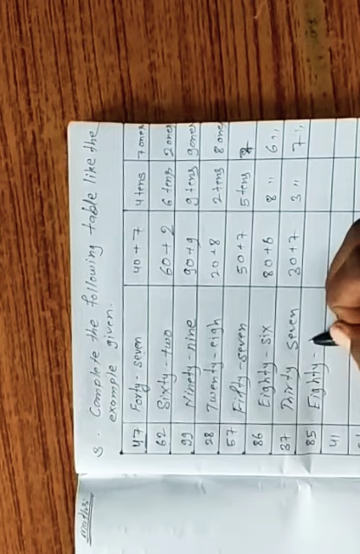 maths
3. Complete the following table like the
example given.
47 Forty-seven 40+7 4 tens 7 ones
62 Sixty-two 60+2 6 tens 2 ones
99 Ninety-nine 90+9 9 tens 9 ones
28 Twenty-eigh 20+8 2 tens 8 ones
57 Fifty-seven 50+7 5 tens 7
86 Eighty-six 80+6 8 " 6 "
37 Thirty Seven 30+7 3 " 7 "
85 Eighty-
41